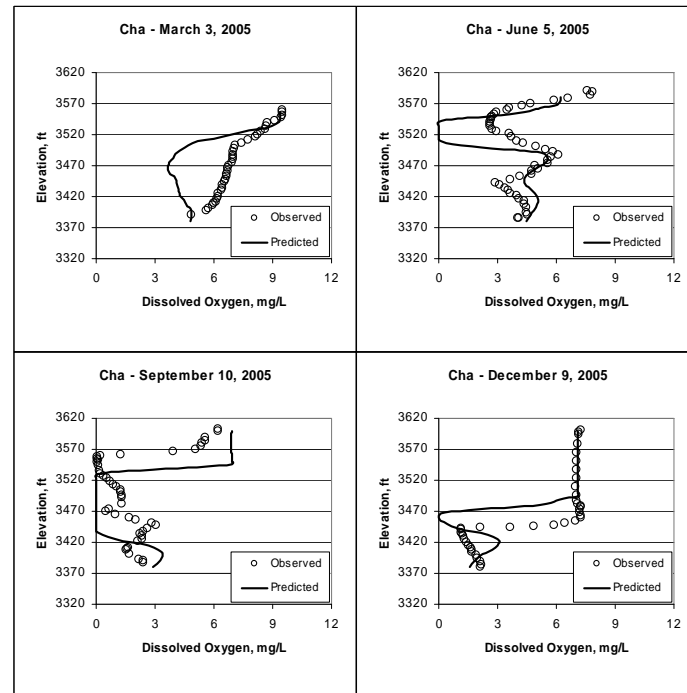 Cha - March 3, 2005
3620
3570
3520
3470
3420
3370
3320
Elevation, ft
Observed
Predicted
0 3 6 9 12
Dissolved Oxygen, mg/L
Cha - June 5, 2005
3620
3570
3520
3470
3420
3370
3320
Elevation, ft
Observed
Predicted
0 3 6 9 12
Dissolved Oxygen, mg/L
Cha - September 10, 2005
3620
3570
3520
3470
3420
3370
3320
Elevation, ft
Observed
Predicted
0 3 6 9 12
Dissolved Oxygen, mg/L
Cha - December 9, 2005
3620
3570
3520
3470
3420
3370
3320
Elevation, ft
Observed
Predicted
0 3 6 9 12
Dissolved Oxygen, mg/L